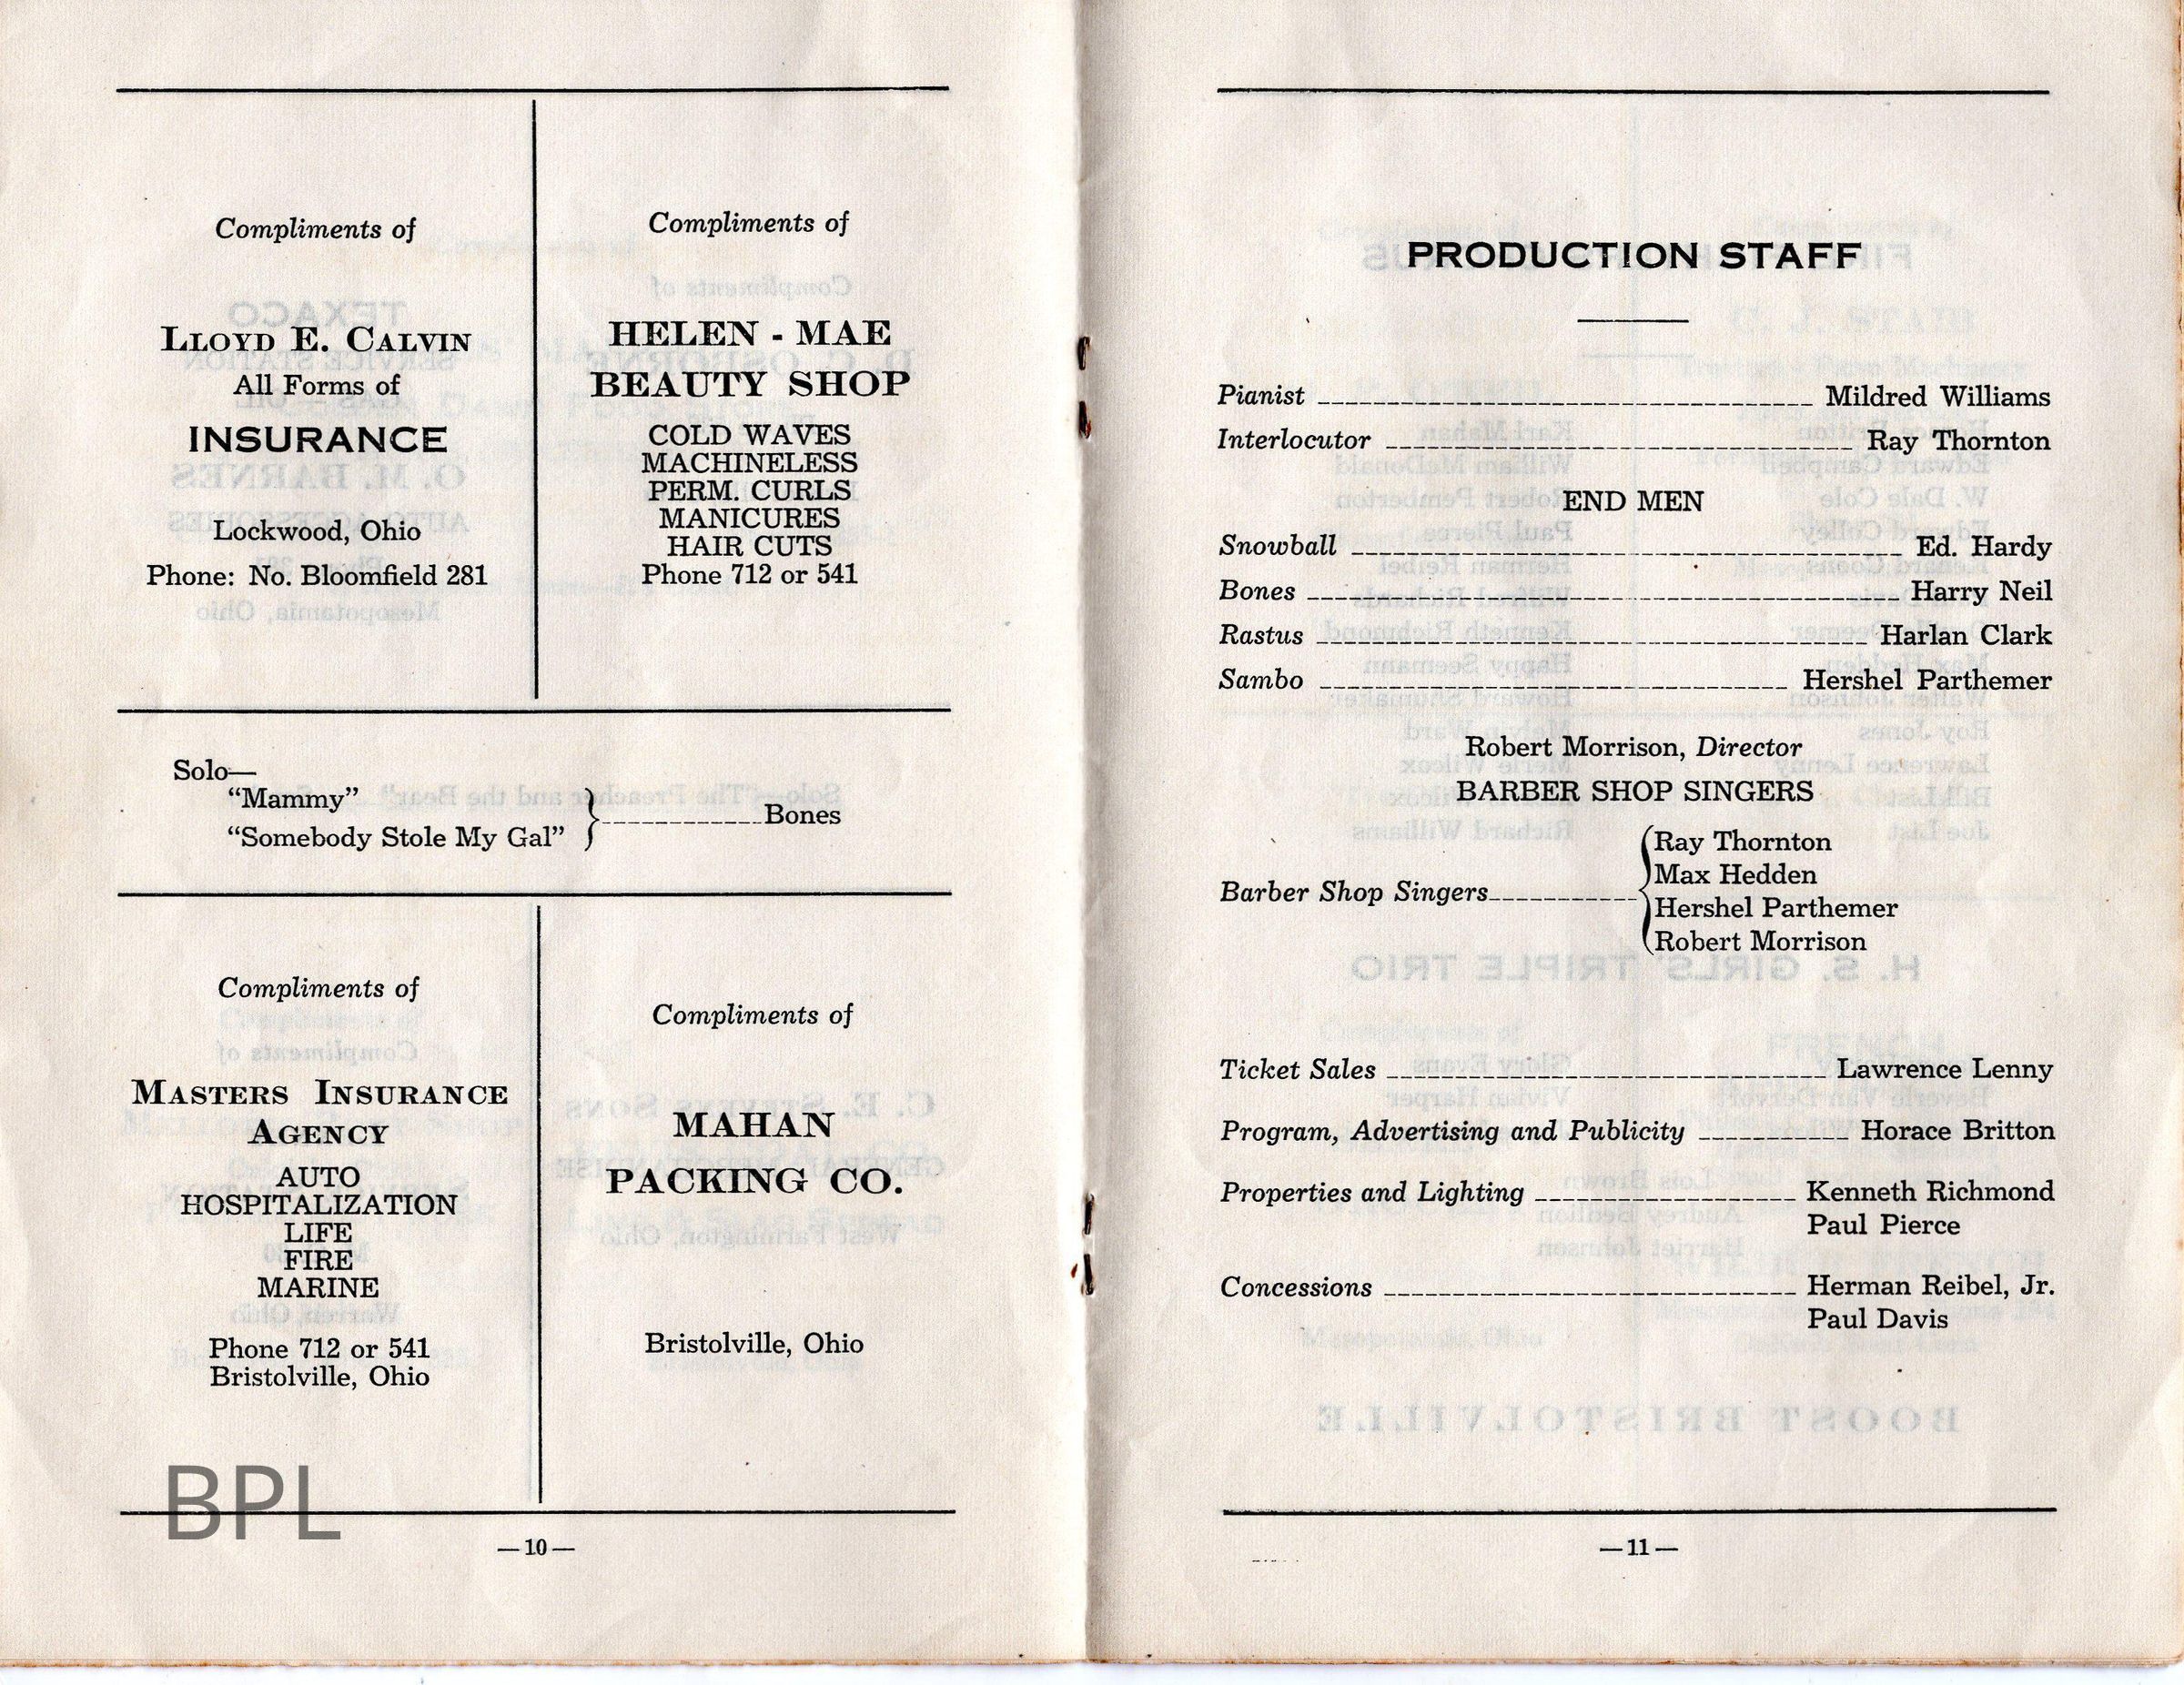 Compliments of
LLOYD E. CALVIN
All Forms of
INSURANCE
Lockwood, Ohio
Phone: No. Bloomfield 281
Compliments of
HELEN - MAE
BEAUTY SHOP
COLD WAVES
MACHINELESS
PERM. CURLS
MANICURES
HAIR CUTS
Phone 712 or 541
Solo—
“Mammy”
“Somebody Stole My Gal” } ------------ Bones
Compliments of
MASTERS INSURANCE
AGENCY
AUTO
HOSPITALIZATION
LIFE
FIRE
MARINE
Phone 712 or 541
Bristolville, Ohio
Compliments of
MAHAN
PACKING CO.
Bristolville, Ohio
BPL
—10—
PRODUCTION STAFF
Pianist ------------ Mildred Williams
Interlocutor ------------ Ray Thornton
END MEN
Snowball ------------ Ed. Hardy
Bones ------------ Harry Neil
Rastus ------------ Harlan Clark
Sambo ------------ Hershel Parthemer
Robert Morrison, Director
BARBER SHOP SINGERS
Barber Shop Singers ------------ { Ray Thornton
Max Hedden
Hershel Parthemer
Robert Morrison
Ticket Sales ------------ Lawrence Lenny
Program, Advertising and Publicity ------------ Horace Britton
Properties and Lighting ------------ Kenneth Richmond
Paul Pierce
Concessions ------------ Herman Reibel, Jr.
Paul Davis
—11—